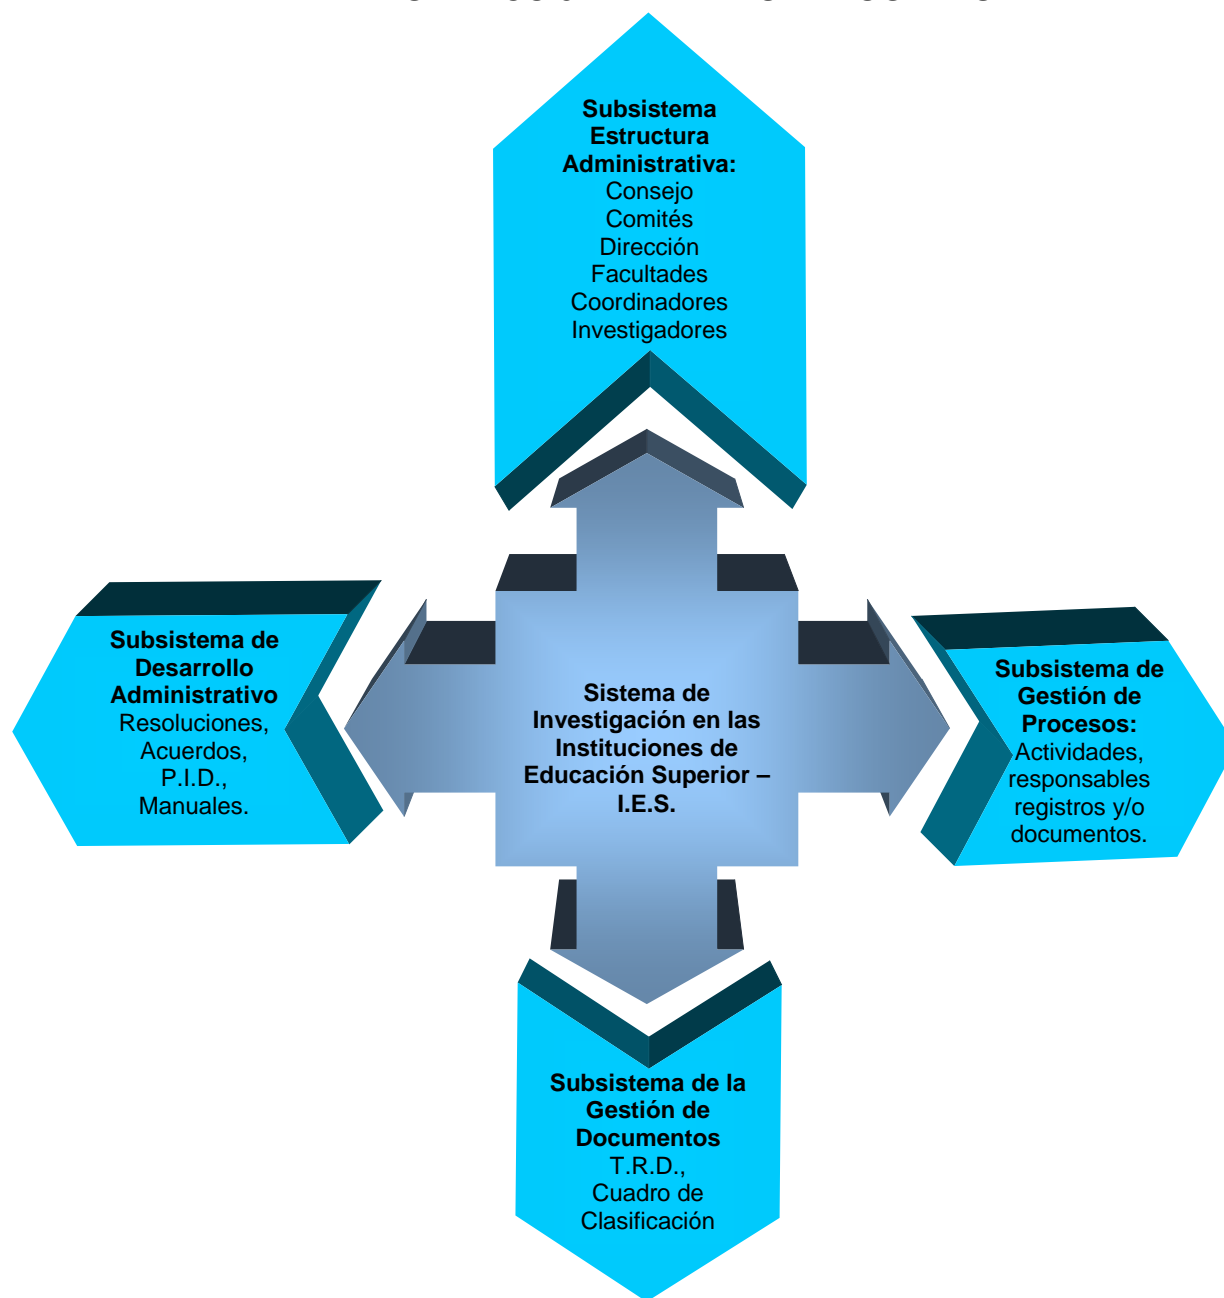 Subsistema
Estructura
Administrativa:
Consejo
Comités
Dirección
Facultades
Coordinadores
Investigadores
Subsistema de
Desarrollo
Administrativo
Resoluciones,
Acuerdos,
P.I.D.,
Manuales.
Sistema de
Investigación en las
Instituciones de
Educación Superior –
I.E.S.
Subsistema de
Gestión de
Procesos:
Actividades,
responsables
registros y/o
documentos.
Subsistema de la
Gestión de
Documentos
T.R.D.,
Cuadro de
Clasificación